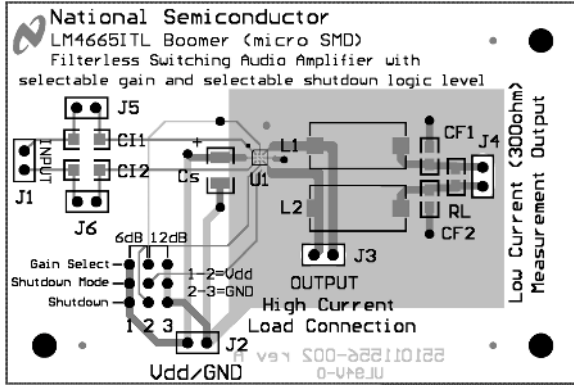 National Semiconductor
LM4665ITL Boomer (micro SMD)
Filterless Switching Audio Amplifier with
selectable gain and selectable shutdown logic level
J5
CI1
INPUT
J1
CI2
J6
+
Cs
U1
L1
L2
CF1
J4
RL
CF2
J3
OUTPUT
High Current
Load Connection
Low Current (300ohm)
Measurement Output
6dB 12dB
Gain Select
Shutdown Mode
Shutdown
1-2=Vdd
2-3=GND
1 2 3
J2
Vdd/GND
551011556-002 rev A
UL94V-0